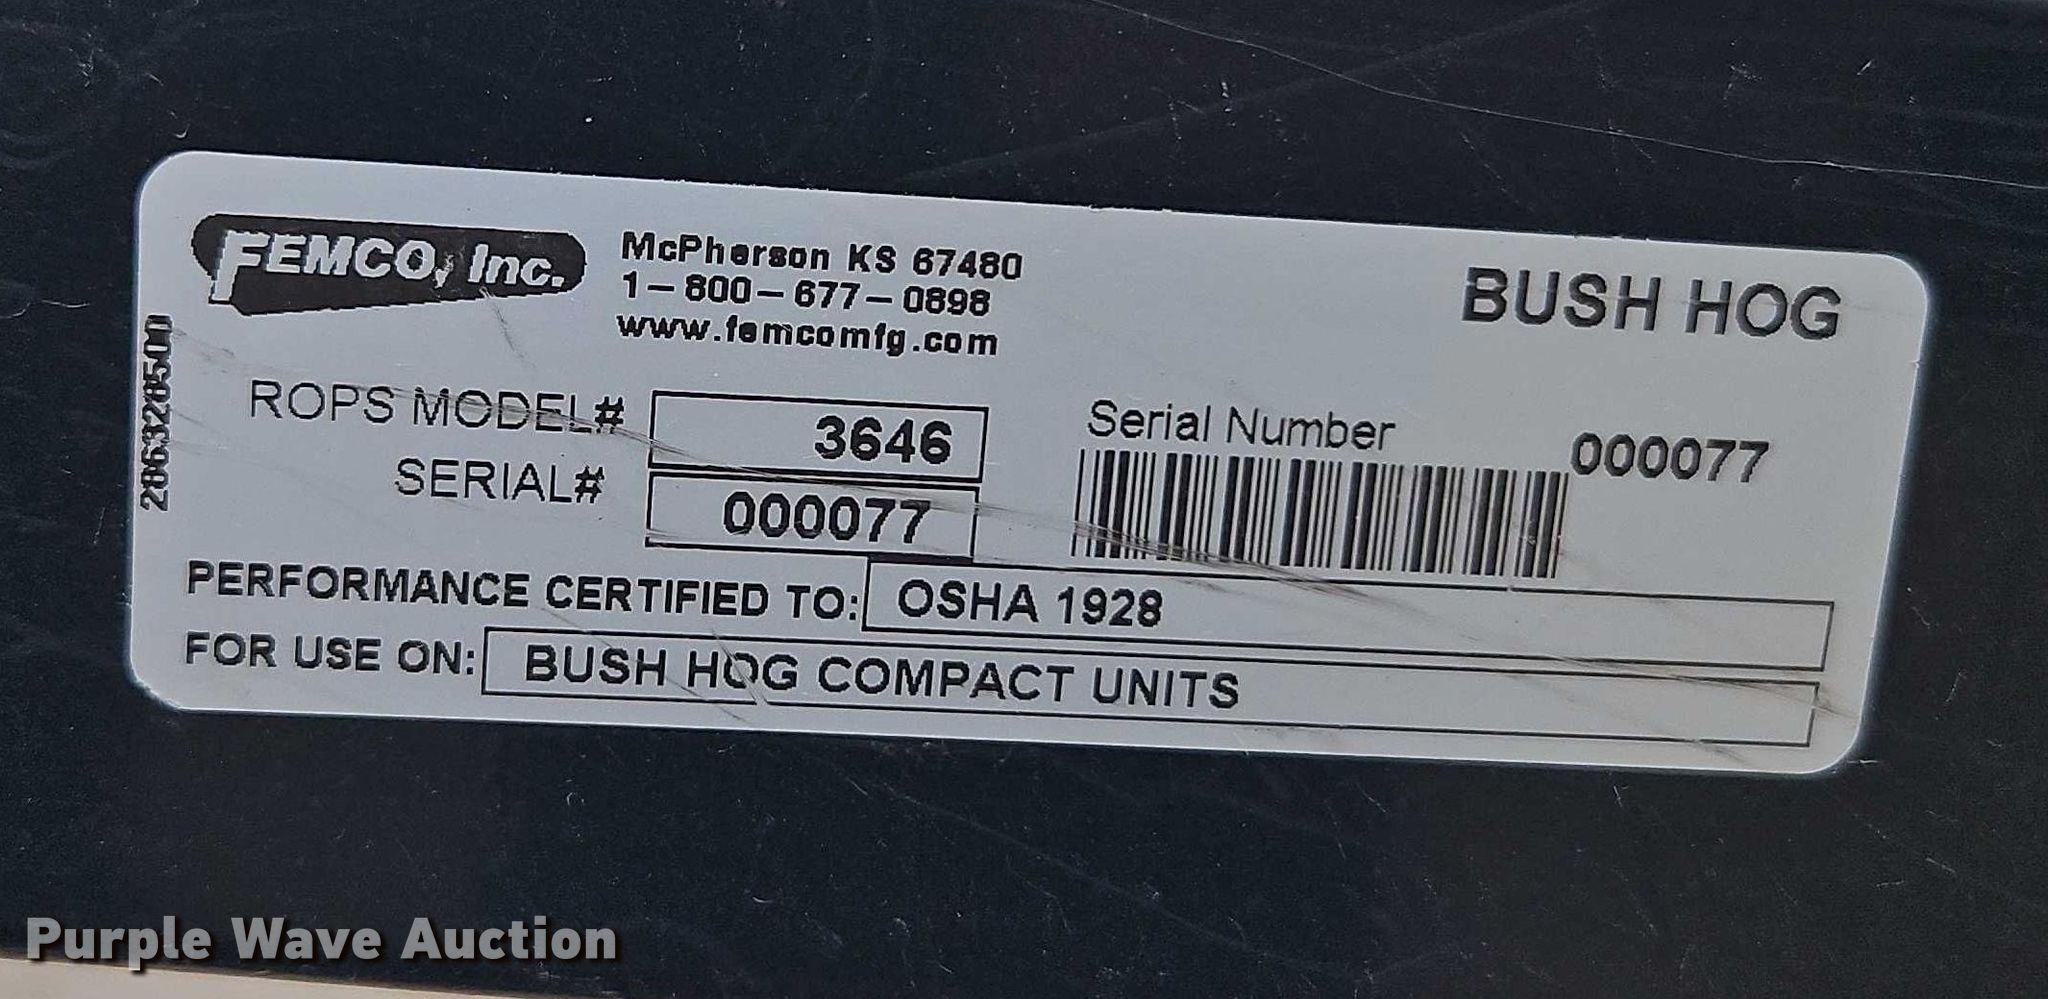 FEMCO, Inc.
McPherson KS 67480
1-800-677-0898
www.femcomfg.com
BUSH HOG
286328500
ROPS MODEL# 3646
SERIAL# 000077
Serial Number 000077
PERFORMANCE CERTIFIED TO: OSHA 1928
FOR USE ON: BUSH HOG COMPACT UNITS
Purple Wave Auction